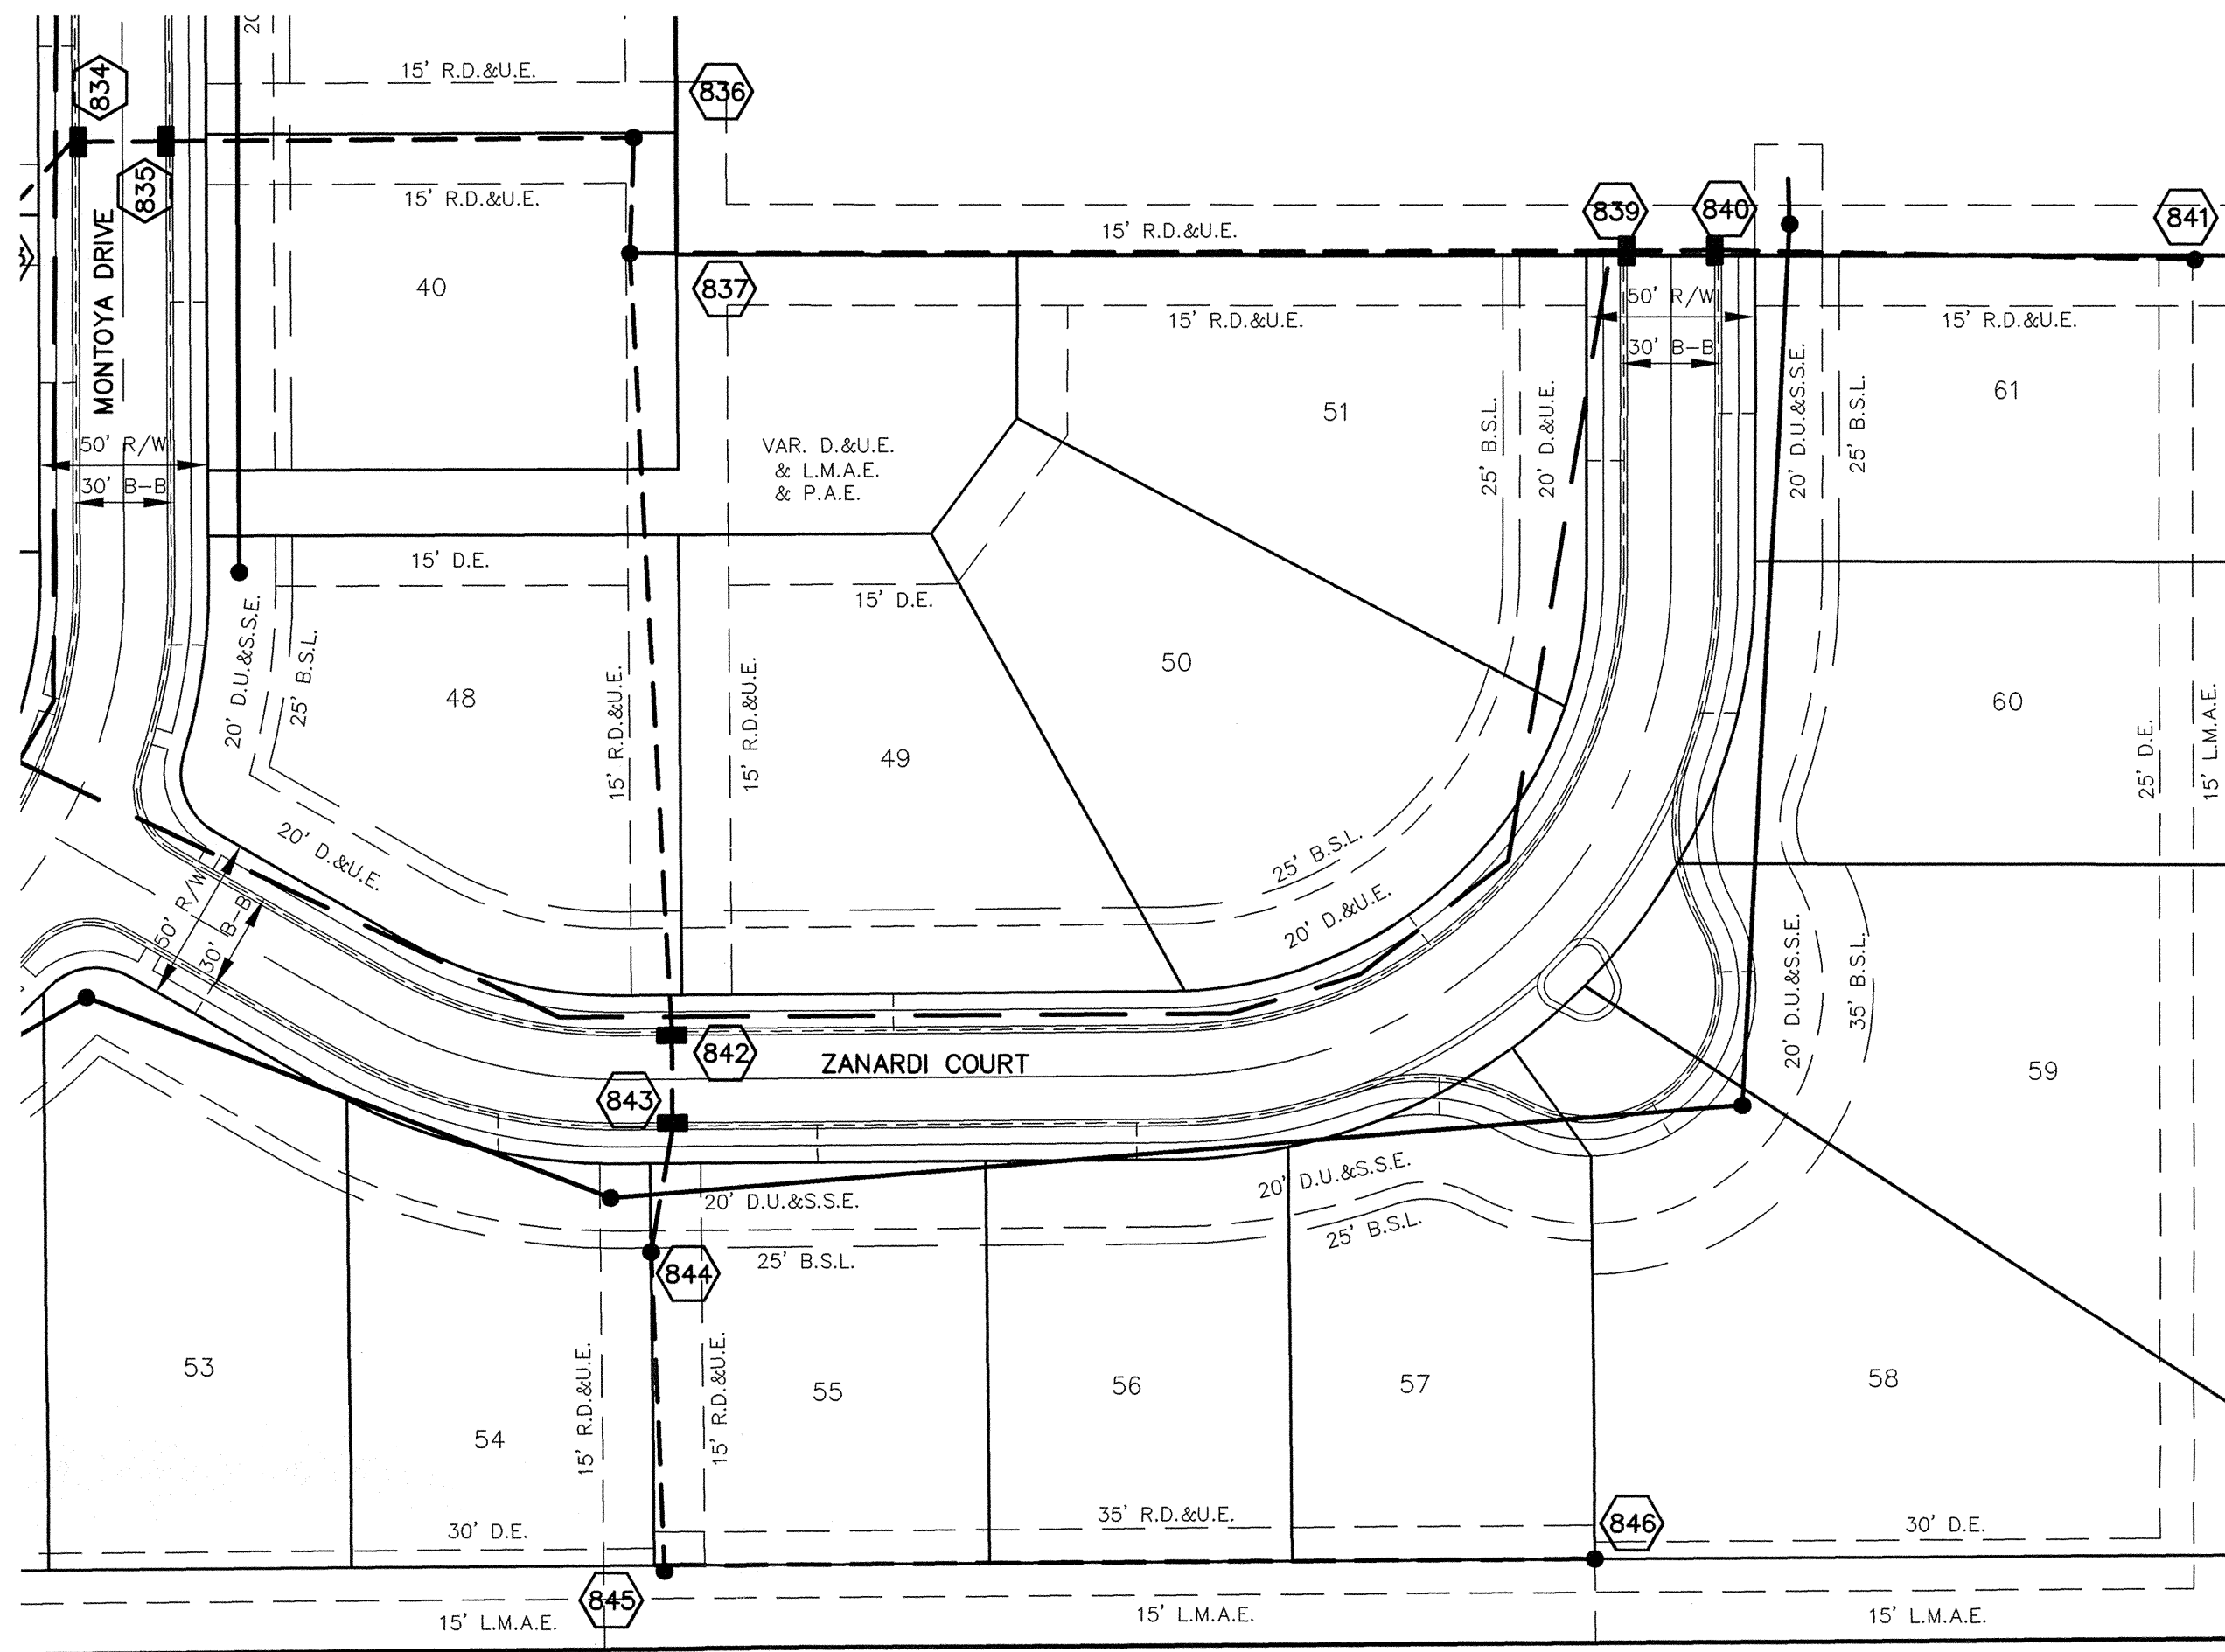 20
15' R.D.&U.E.
834
836
835
15' R.D.&U.E.
839
840
841
15' R.D.&U.E.
MONTOYA DRIVE
40
837
50' R/W
15' R.D.&U.E.
15' R.D.&U.E.
30' B-B
20' D.U.&S.S.E.
25' B.S.L.
61
51
25' B.S.L.
20' D.&U.E.
50' R/W
30' B-B
VAR. D.&U.E.
& L.M.A.E.
& P.A.E.
15' D.E.
15' D.E.
20' D.U.&S.S.E.
25' B.S.L.
48
15' R.D.&U.E.
15' R.D.&U.E.
49
50
60
25' D.E.
15' L.M.A.E.
20' D.&U.E.
25' B.S.L.
20' D.&U.E.
50' R/W
30' B-B
20' D.U.&S.S.E.
35' B.S.L.
842
ZANARDI COURT
843
59
20' D.U.&S.S.E.
20' D.U.&S.S.E.
25' B.S.L.
25' B.S.L.
844
53
54
15' R.D.&U.E.
15' R.D.&U.E.
55
56
57
58
30' D.E.
35' R.D.&U.E.
846
30' D.E.
845
15' L.M.A.E.
15' L.M.A.E.
15' L.M.A.E.